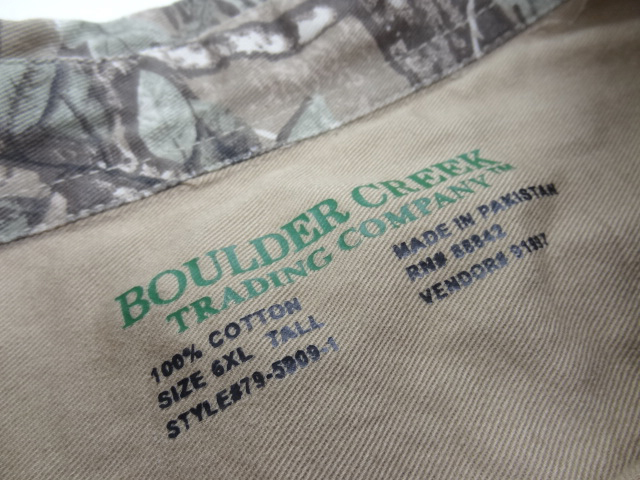 BOULDER CREEK
TRADING COMPANY™
100% COTTON
SIZE 6XL TALL
STYLE#79-5909-1
MADE IN PAKISTAN
RN# 88842
VENDOR# 91H7